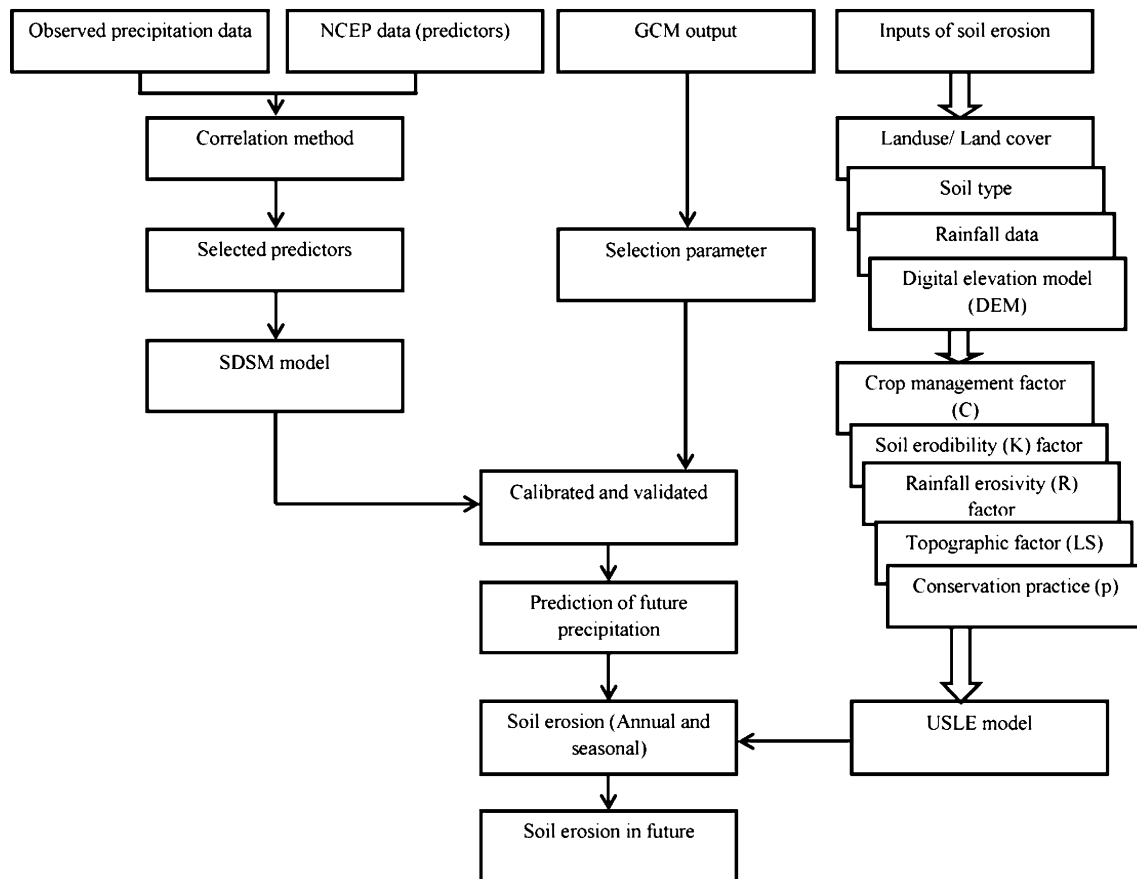 Observed precipitation data
NCEP data (predictors)
GCM output
Inputs of soil erosion
Correlation method
Landuse/ Land cover
Soil type
Selected predictors
Selection parameter
Rainfall data
Digital elevation model
(DEM)
SDSM model
Crop management factor
(C)
Soil erodibility (K) factor
Calibrated and validated
Rainfall erosivity (R)
factor
Topographic factor (LS)
Prediction of future
precipitation
Conservation practice (p)
Soil erosion (Annual and
seasonal)
USLE model
Soil erosion in future